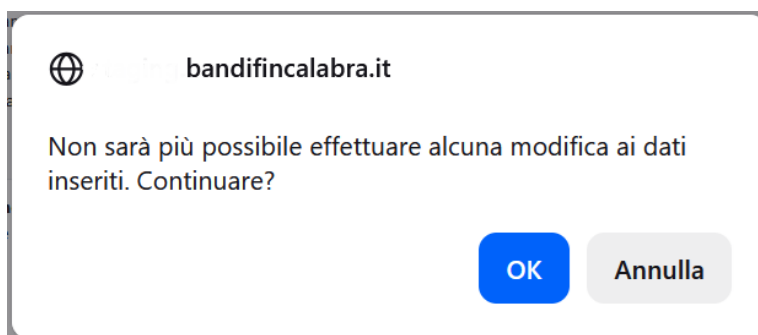 bandifincalabra.it
Non sarà più possibile effettuare alcuna modifica ai dati
inseriti. Continuare?
OK
Annulla